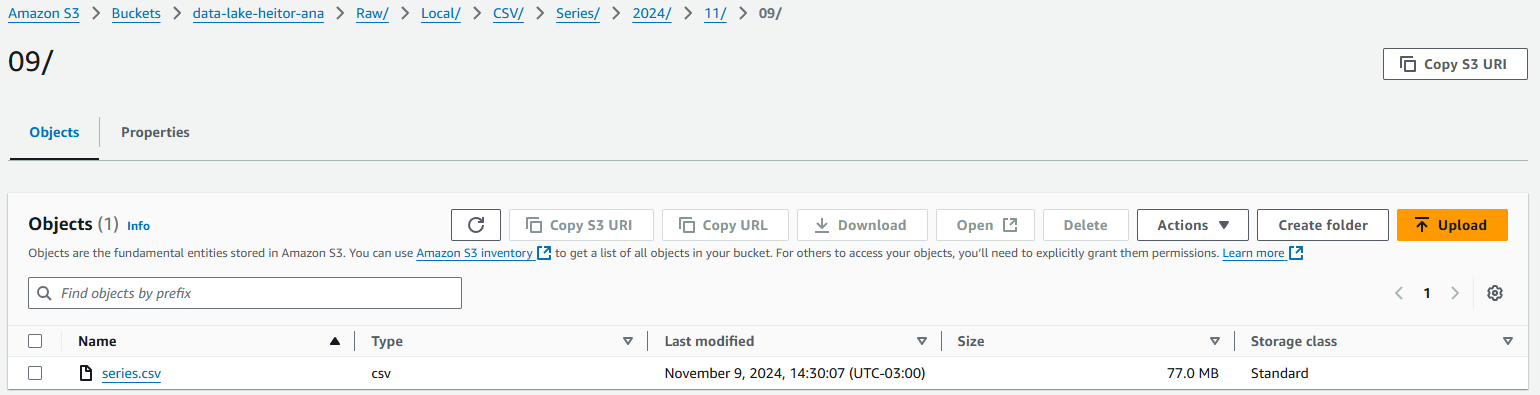 Amazon S3 > Buckets > data-lake-heitor-ana > Raw/ > Local/ > CSV/ > Series/ > 2024/ > 11/ > 09/
09/
Copy S3 URI
Objects Properties
Objects (1) Info
Copy S3 URI Copy URL Download Open Delete Actions Create folder Upload
Objects are the fundamental entities stored in Amazon S3. You can use Amazon S3 inventory to get a list of all objects in your bucket. For others to access your objects, you'll need to explicitly grant them permissions. Learn more
Find objects by prefix
1
Name Type Last modified Size Storage class
series.csv csv November 9, 2024, 14:30:07 (UTC-03:00) 77.0 MB Standard